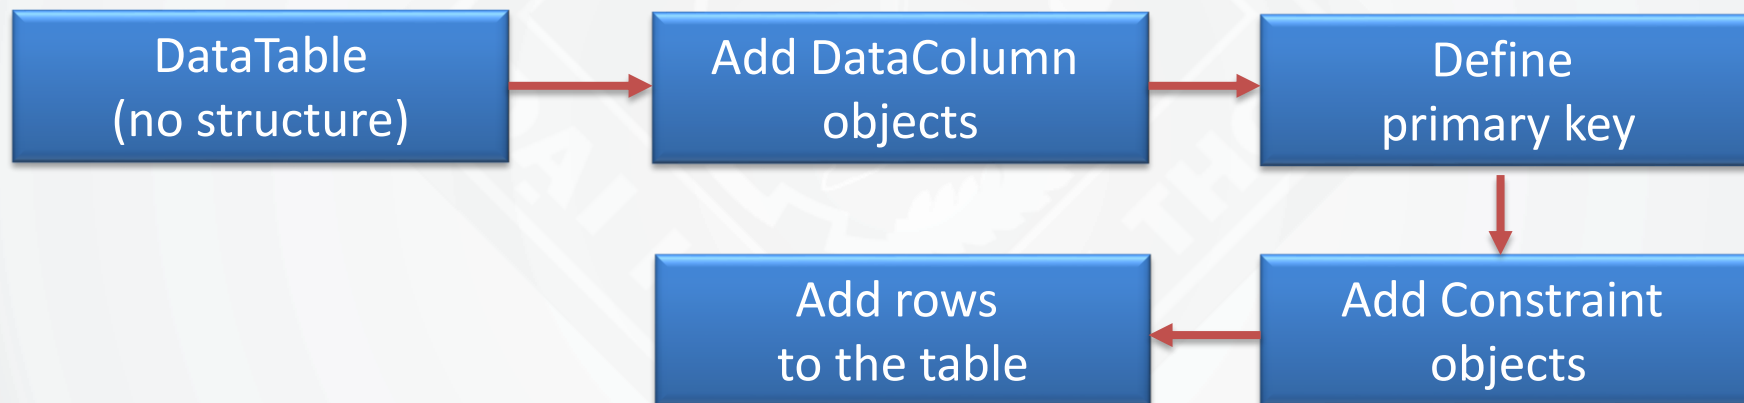 DataTable
(no structure)
Add DataColumn
objects
Define
primary key
Add Constraint
objects
Add rows
to the table